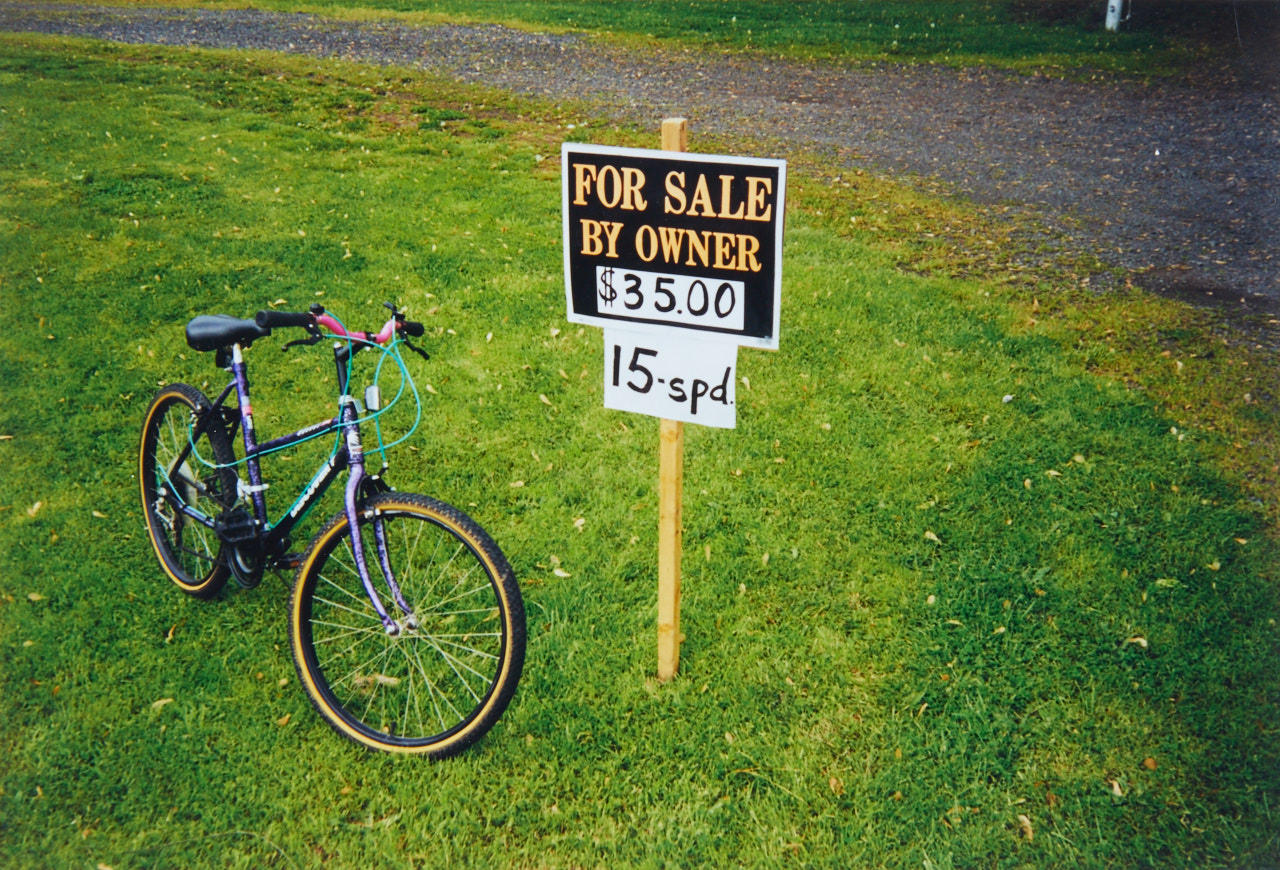 FOR SALE
BY OWNER
$35.00
15-spd.